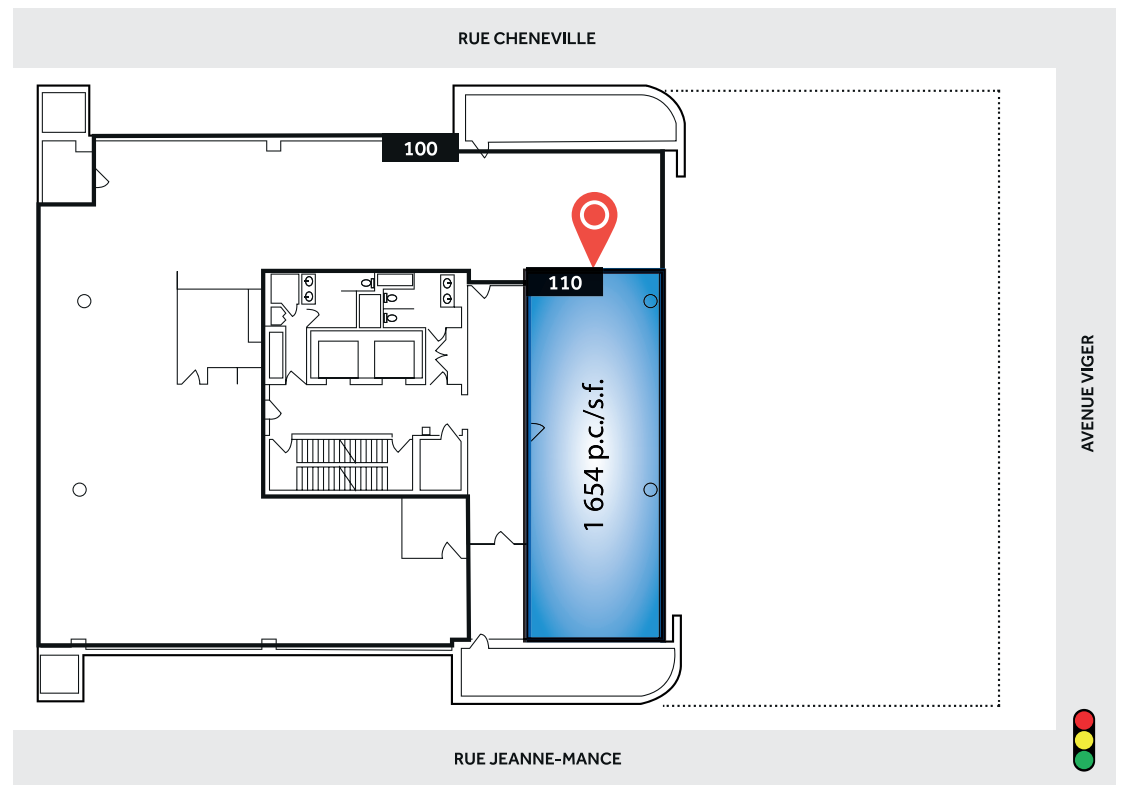 RUE CHENEVILLE
100
110
1 654 p.c./s.f.
AVENUE VIGER
RUE JEANNE-MANCE